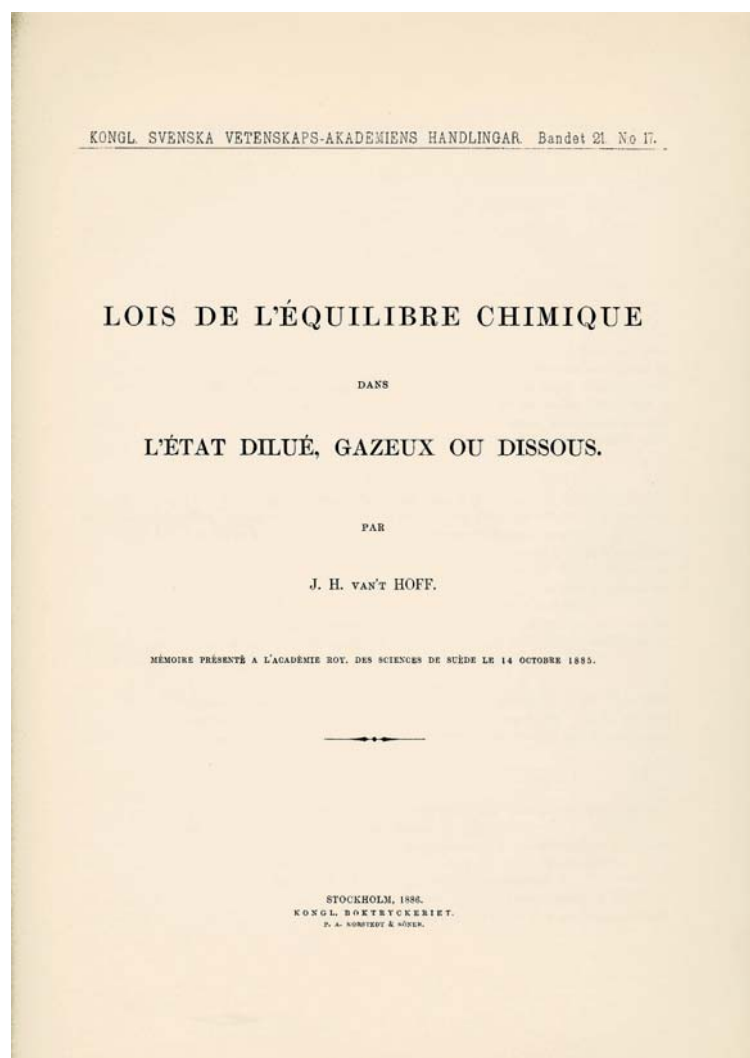 KONGL. SVENSKA VETENSKAPS-AKADEMIENS HANDLINGAR. Bandet 21. No 17.
LOIS DE L'ÉQUILIBRE CHIMIQUE
DANS
L'ÉTAT DILUÉ, GAZEUX OU DISSOUS.
PAR
J. H. VAN'T HOFF.
MÉMOIRE PRÉSENTÉ A L'ACADÉMIE ROY. DES SCIENCES DE SUÈDE LE 14 OCTOBRE 1885.
STOCKHOLM, 1886.
KONGL. BOKTRYCKERIET.
P. A. NORSTEDT & SÖNER.